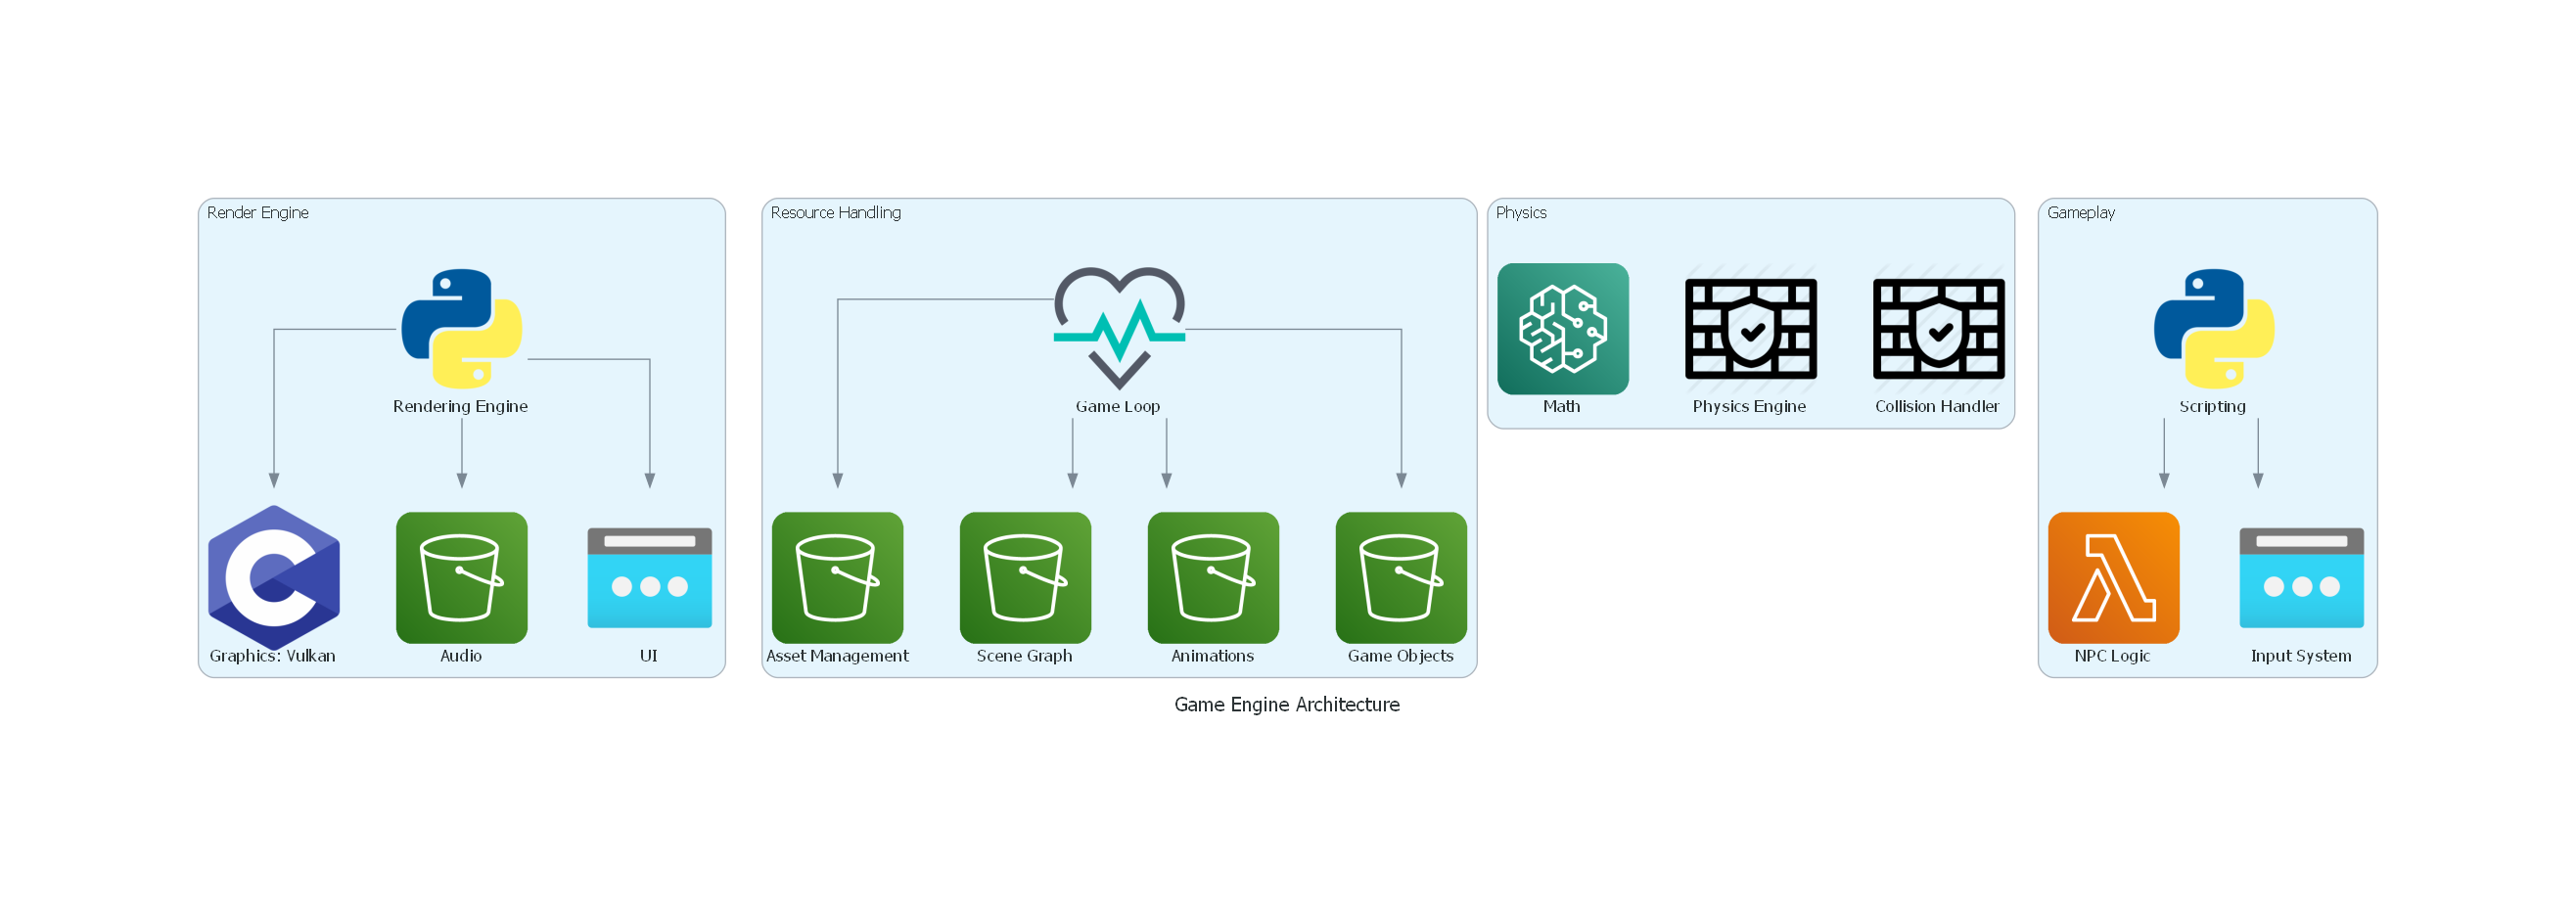 Render Engine
Rendering Engine
Graphics: Vulkan
Audio
UI
Resource Handling
Game Loop
Asset Management
Scene Graph
Animations
Game Objects
Physics
Math
Physics Engine
Collision Handler
Gameplay
Scripting
NPC Logic
Input System
Game Engine Architecture